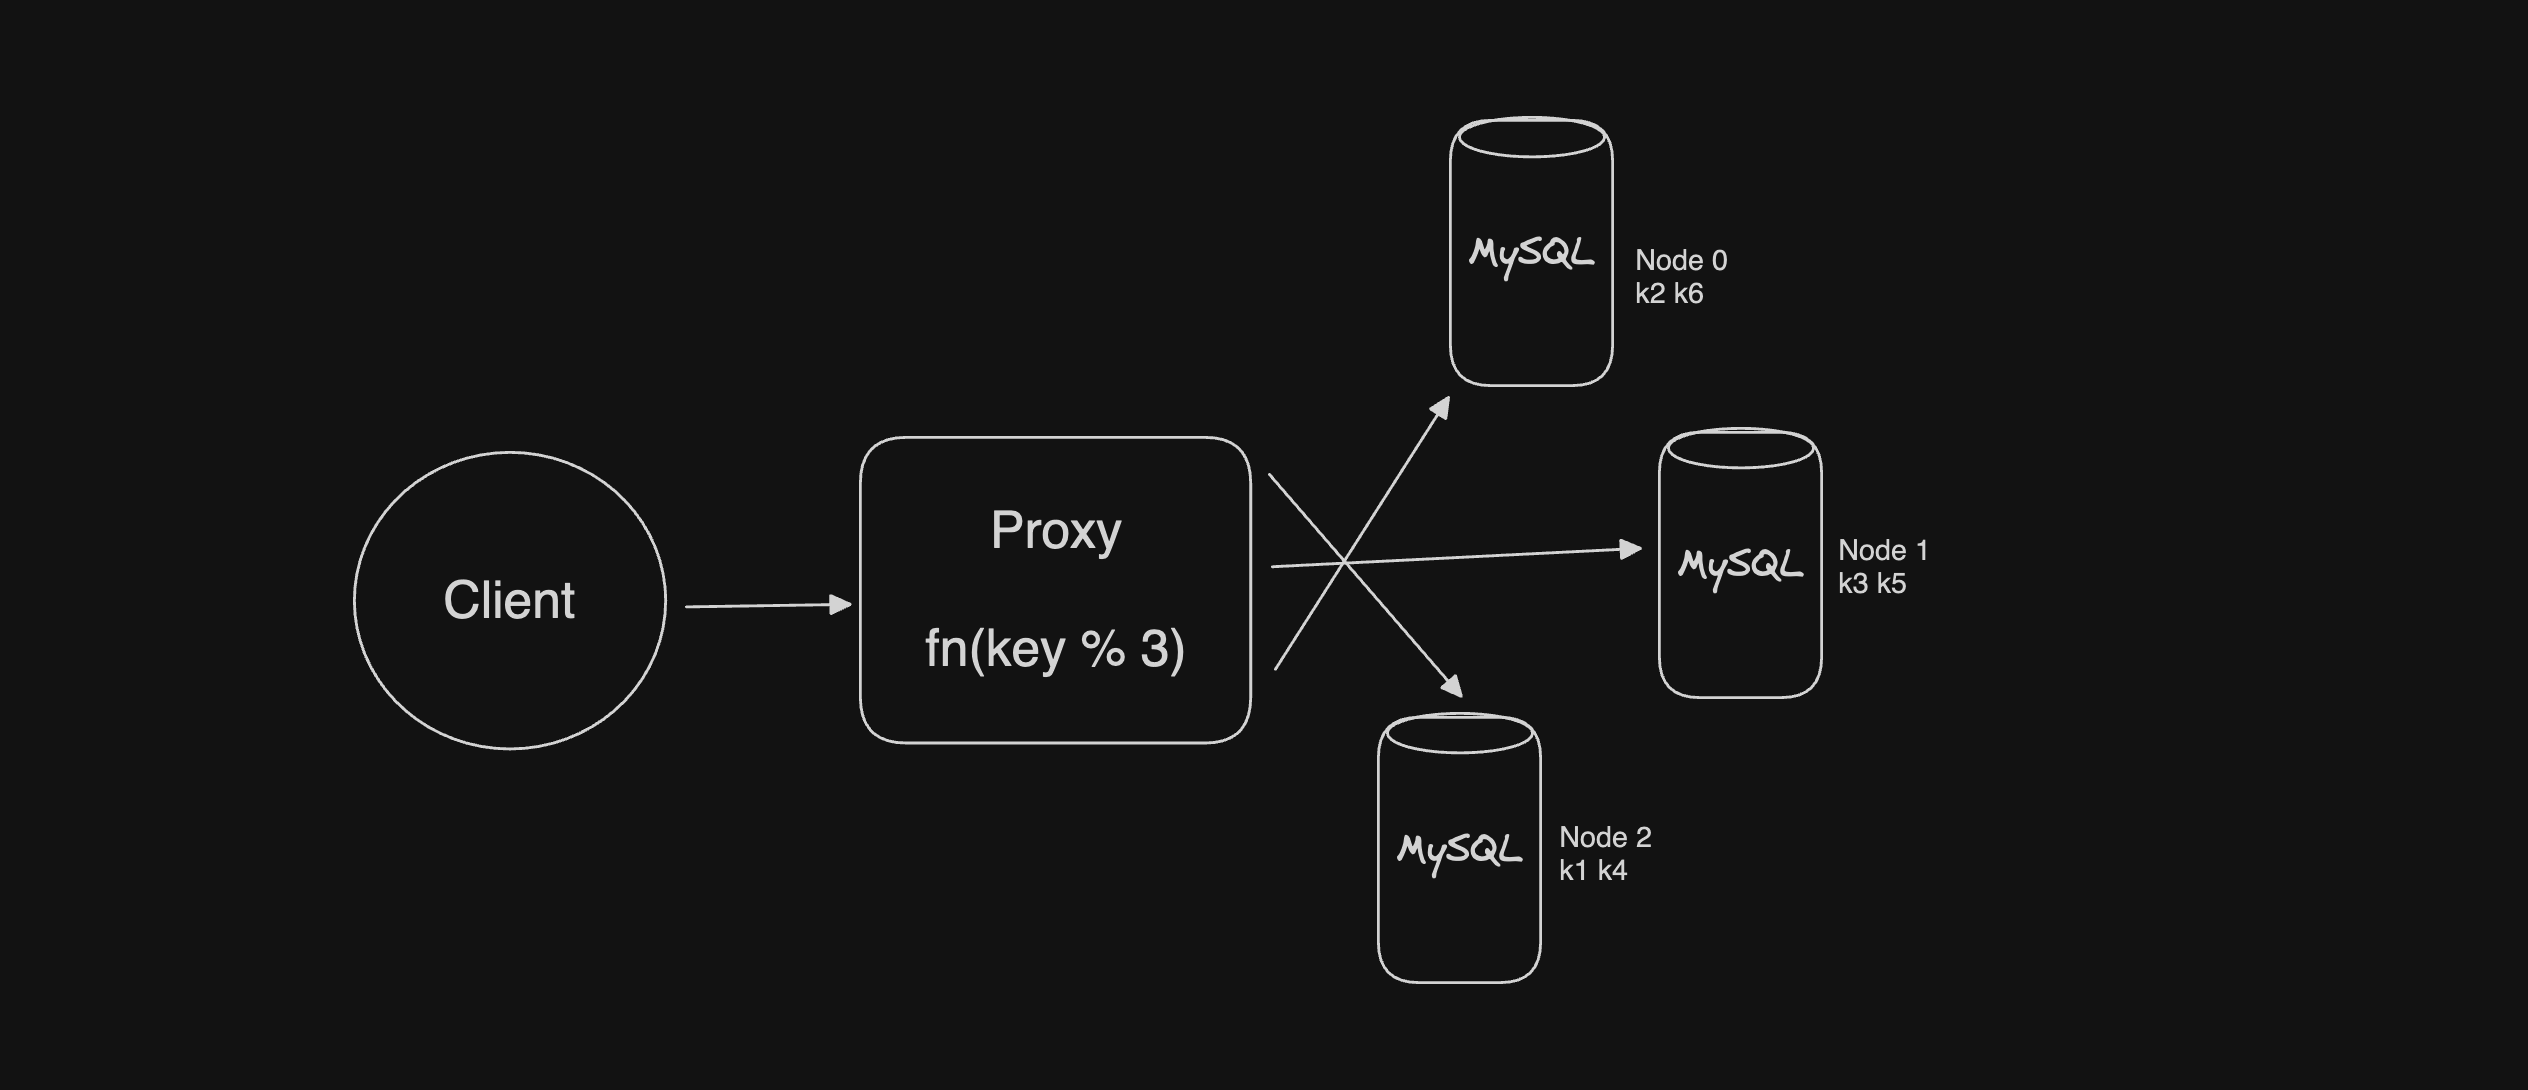 Client
Proxy
fn(key % 3)
MySQL
Node 0
k2 k6
MySQL
Node 1
k3 k5
MySQL
Node 2
k1 k4